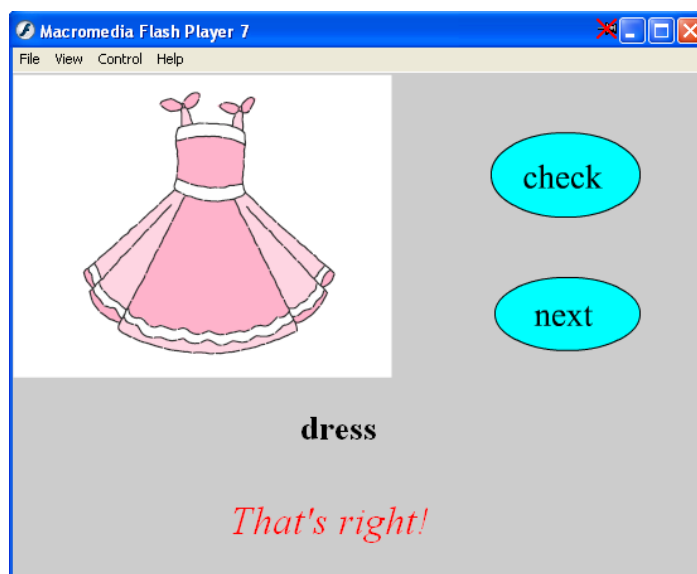 Macromedia Flash Player 7
File View Control Help
check
next
dress
That's right!